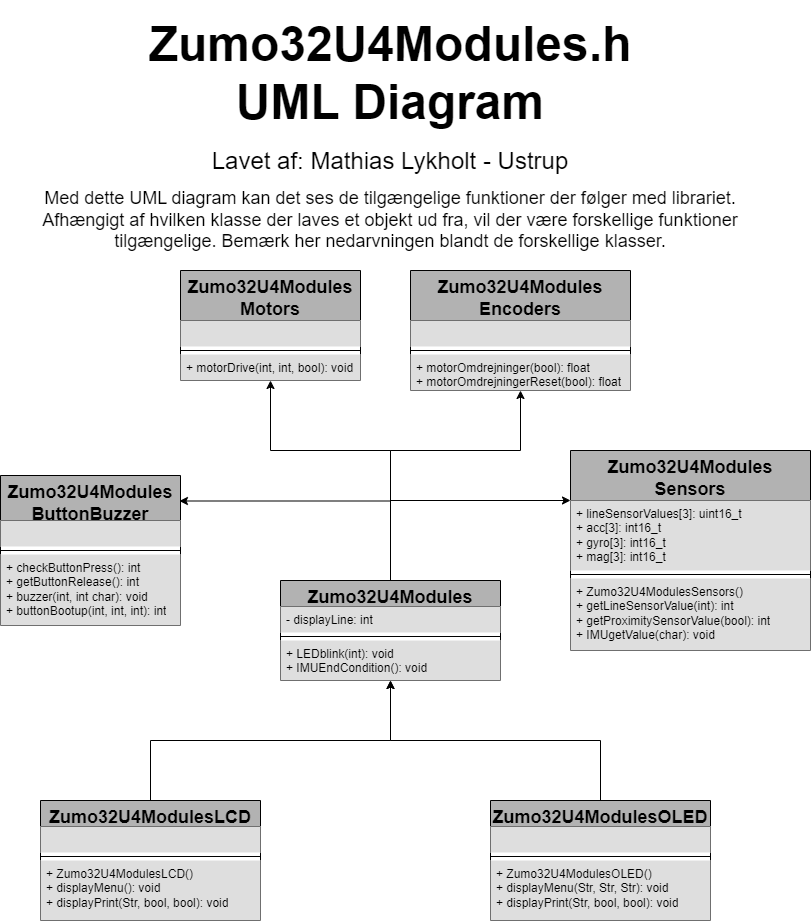 Zumo32U4Modules.h
UML Diagram
Lavet af: Mathias Lykholt - Ustrup
Med dette UML diagram kan det ses de tilgængelige funktioner der følger med librariet.
Afhængigt af hvilken klasse der laves et objekt ud fra, vil der være forskellige funktioner
tilgængelige. Bemærk her nedarvningen blandt de forskellige klasser.
Zumo32U4Modules
Motors
+ motorDrive(int, int, bool): void
Zumo32U4Modules
Encoders
+ motorOmdrejninger(bool): float
+ motorOmdrejningerReset(bool): float
Zumo32U4Modules
ButtonBuzzer
+ checkButtonPress(): int
+ getButtonRelease(): int
+ buzzer(int, int char): void
+ buttonBootup(int, int, int): int
Zumo32U4Modules
Sensors
+ lineSensorValues[3]: uint16_t
+ acc[3]: int16_t
+ gyro[3]: int16_t
+ mag[3]: int16_t
+ Zumo32U4ModulesSensors()
+ getLineSensorValue(int): int
+ getProximitySensorValue(bool): int
+ IMUgetValue(char): void
Zumo32U4Modules
- displayLine: int
+ LEDblink(int): void
+ IMUEndCondition(): void
Zumo32U4ModulesLCD
+ Zumo32U4ModulesLCD()
+ displayMenu(): void
+ displayPrint(Str, bool, bool): void
Zumo32U4ModulesOLED
+ Zumo32U4ModulesOLED()
+ displayMenu(Str, Str, Str): void
+ displayPrint(Str, bool, bool): void